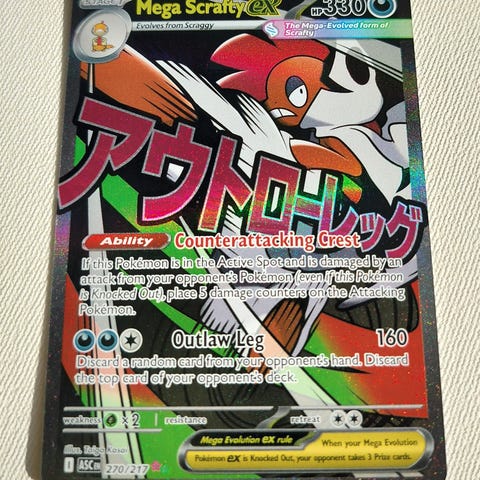 STAGE 1
Mega Scrafty ex HP 330
Evolves from Scraggy
The Mega-Evolved form of
Scrafty
アウトローレッグ
Ability Counterattacking Crest
If this Pokémon is in the Active Spot and is damaged by an
attack from your opponent's Pokémon (even if this Pokémon
is Knocked Out), place 5 damage counters on the Attacking
Pokémon.
Outlaw Leg 160
Discard a random card from your opponent's hand. Discard
the top card of your opponent's deck.
weakness ×2 resistance retreat
Illus. Taiga Kasai
Mega Evolution ex rule
When your Mega Evolution
Pokémon ex is Knocked Out, your opponent takes 3 Prize cards.
I ASC EN 270/217